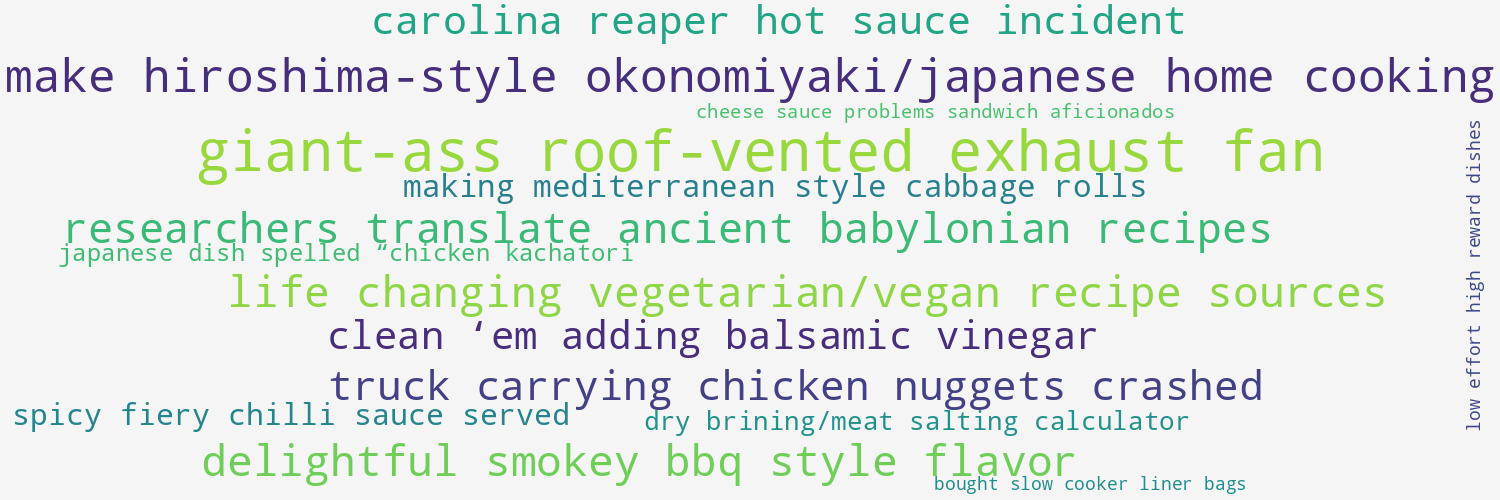 carolina reaper hot sauce incident
make hiroshima-style okonomiyaki/japanese home cooking
cheese sauce problems sandwich aficionados
giant-ass roof-vented exhaust fan
making mediterranean style cabbage rolls
researchers translate ancient babylonian recipes
japanese dish spelled “chicken kachatori
life changing vegetarian/vegan recipe sources
clean ‘em adding balsamic vinegar
truck carrying chicken nuggets crashed
spicy fiery chilli sauce served
dry brining/meat salting calculator
delightful smokey bbq style flavor
bought slow cooker liner bags
low effort high reward dishes